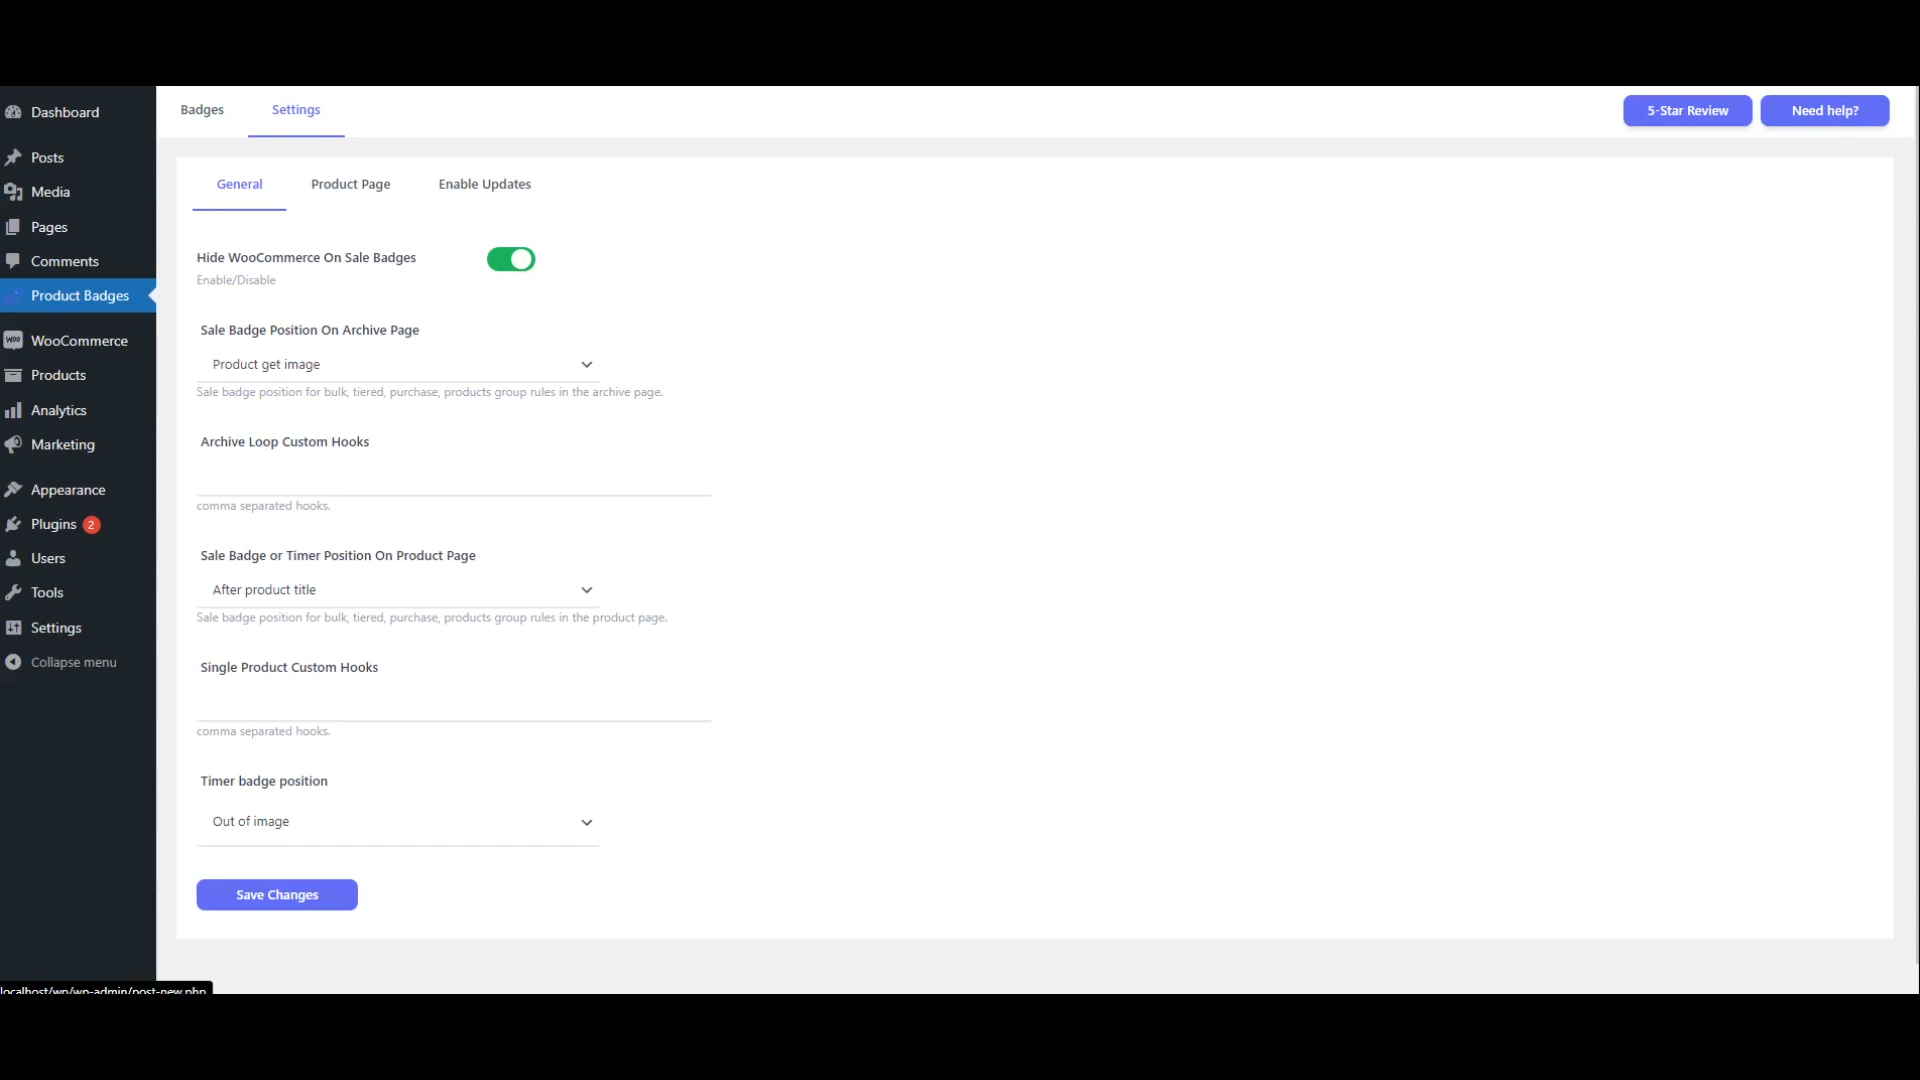 Dashboard
Posts
Media
Pages
Comments
Product Badges
WOO WooCommerce
Products
Analytics
Marketing
Appearance
Plugins 2
Users
Tools
Settings
Collapse menu
localhost/wp/wp-admin/post-new.php
Badges Settings
5-Star Review Need help?
General Product Page Enable Updates
Hide WooCommerce On Sale Badges
Enable/Disable
Sale Badge Position On Archive Page
Product get image
Sale badge position for bulk, tiered, purchase, products group rules in the archive page.
Archive Loop Custom Hooks
comma separated hooks.
Sale Badge or Timer Position On Product Page
After product title
Sale badge position for bulk, tiered, purchase, products group rules in the product page.
Single Product Custom Hooks
comma separated hooks.
Timer badge position
Out of image
Save Changes